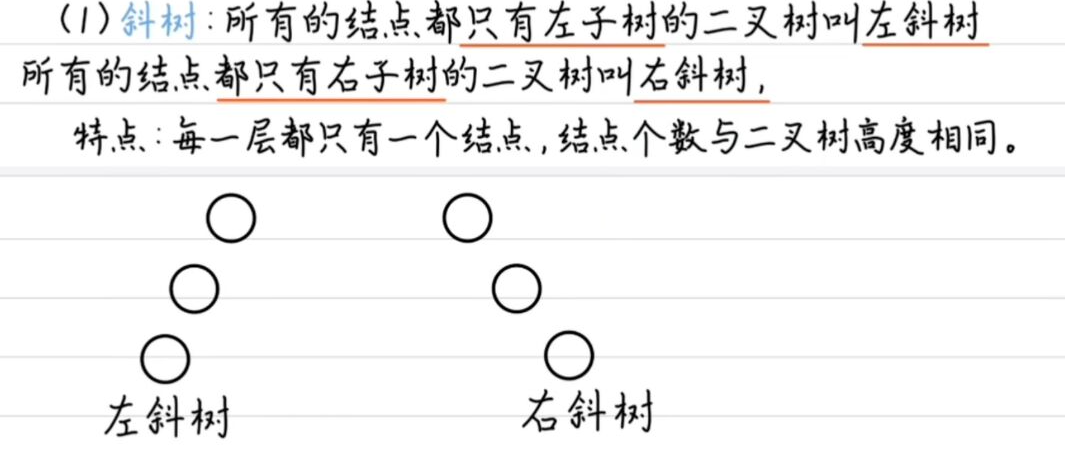 (1)斜树:所有的结点都只有左子树的二叉树叫左斜树
所有的结点都只有右子树的二叉树叫右斜树,
特点:每一层都只有一个结点,结点个数与二叉树高度相同。
左斜树
右斜树